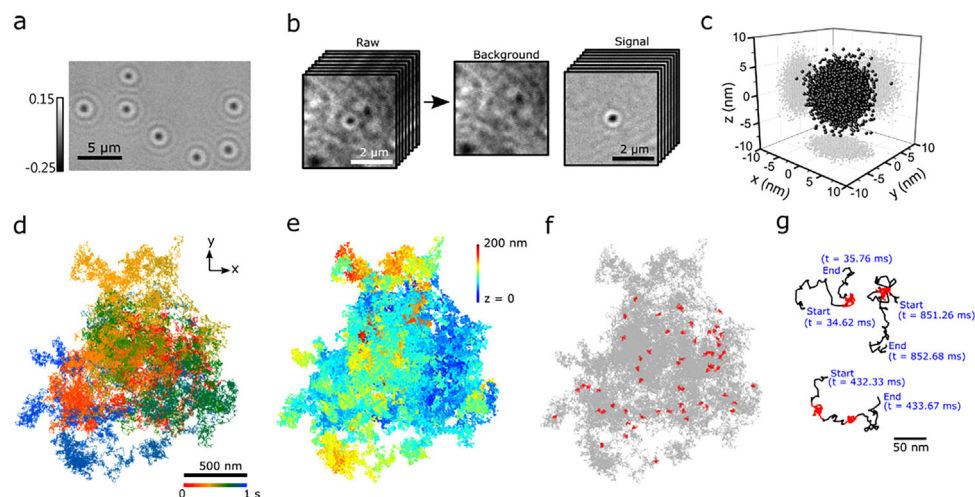 a
0.15
-0.25
5 µm
b
Raw
Background
Signal
2 µm
2 µm
c
10
5
0
-5
-10
z (nm)
-10
-5
0
5
10
x (nm)
-10
-5
0
5
10
y (nm)
d
y
x
500 nm
0
1 s
e
200 nm
z = 0
f
g
(t = 35.76 ms)
End
Start
(t = 34.62 ms)
Start
(t = 851.26 ms)
End
(t = 852.68 ms)
Start
(t = 432.33 ms)
End
(t = 433.67 ms)
50 nm